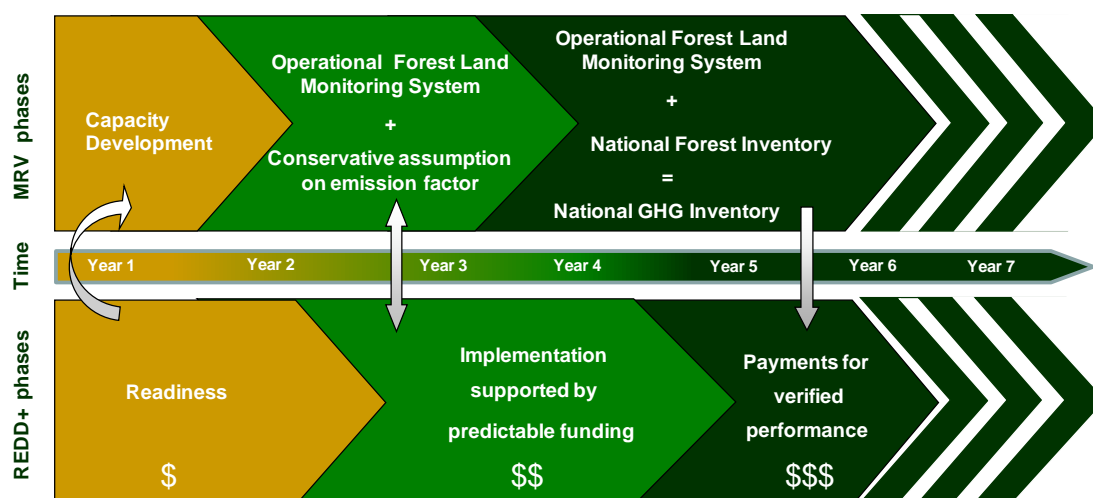 MRV phases
Capacity
Development
Operational Forest Land
Monitoring System
+
Conservative assumption
on emission factor
Operational Forest Land
Monitoring System
+
National Forest Inventory
=
National GHG Inventory
Time
Year 1
Year 2
Year 3
Year 4
Year 5
Year 6
Year 7
REDD+ phases
Readiness
$
Implementation
supported by
predictable funding
$$
Payments for
verified
performance
$$$